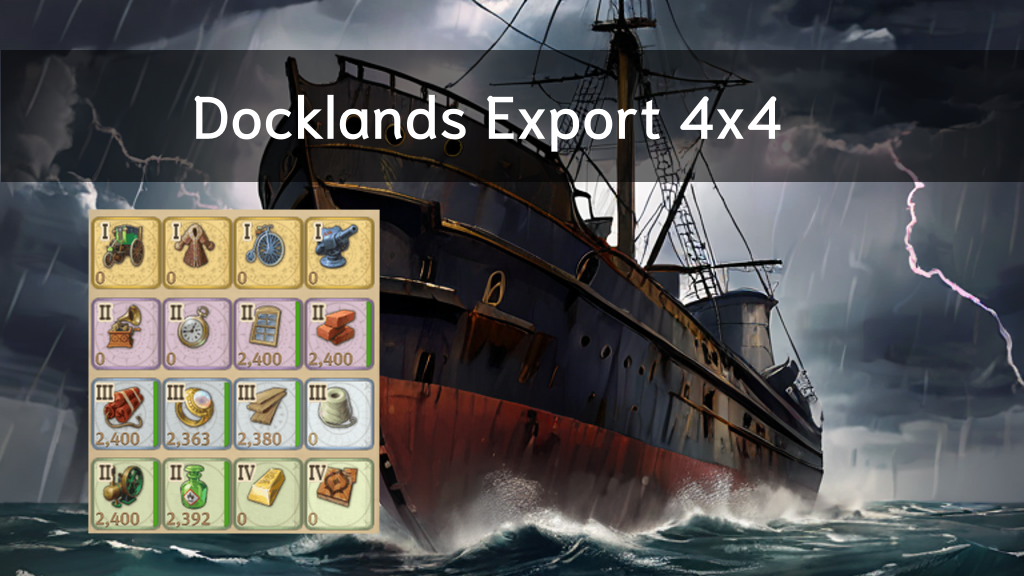 Docklands Export 4x4
I I I I
0 0 0 0
II II II II
0 0 2,400 2,400
III III III III
2,400 2,363 2,380 0
II II IV IV
2,400 2,392 0 0